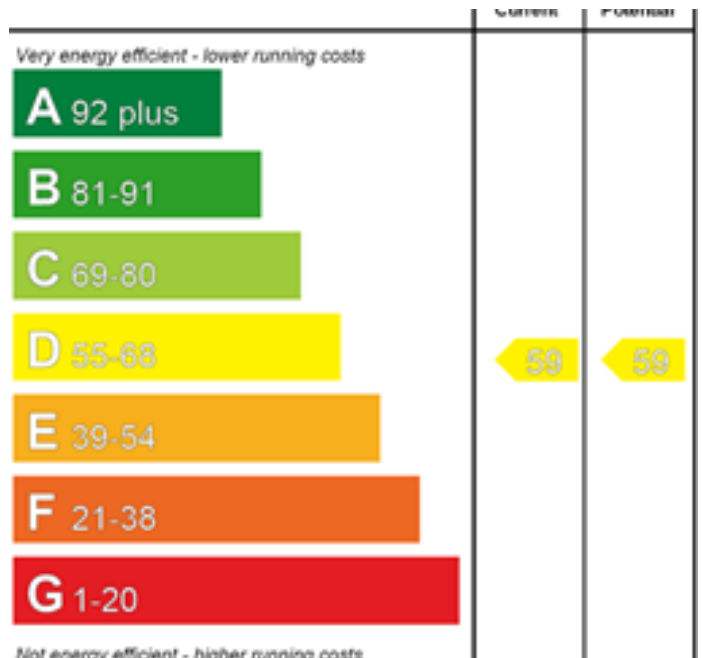 Current Potential
Very energy efficient - lower running costs
A 92 plus
B 81-91
C 69-80
D 55-68 59 59
E 39-54
F 21-38
G 1-20
Not energy efficient - higher running costs